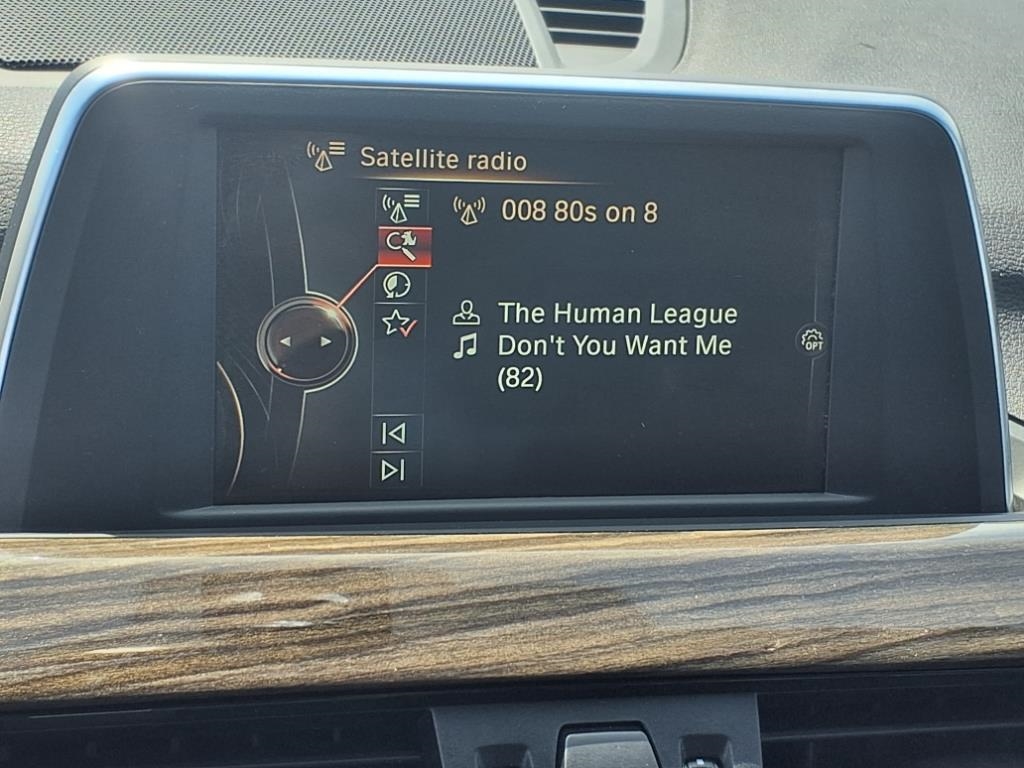 Satellite radio
008 80s on 8
The Human League
Don't You Want Me
(82)
OPT